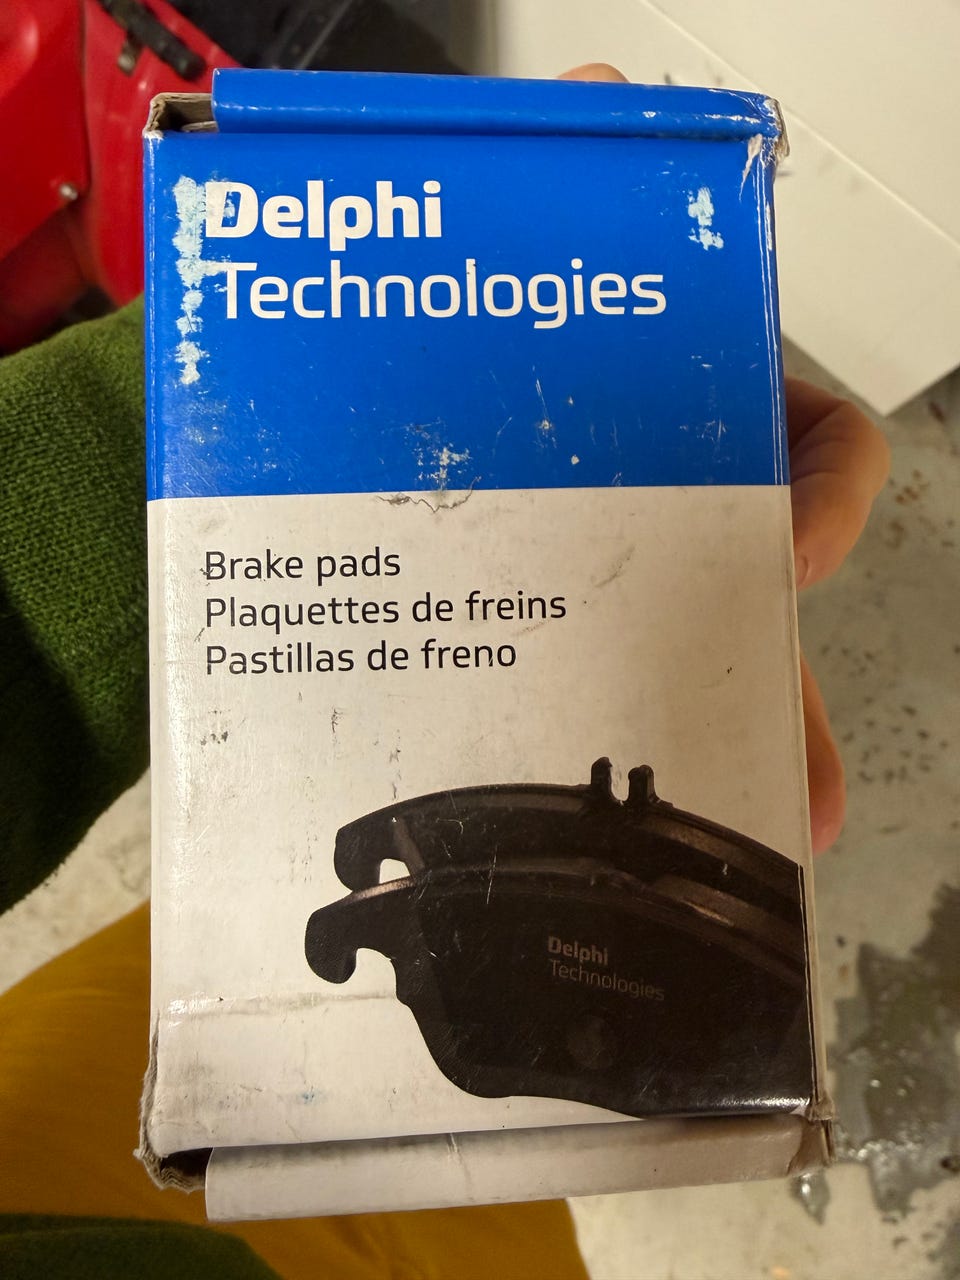 Delphi
Technologies
Brake pads
Plaquettes de freins
Pastillas de freno
Delphi
Technologies